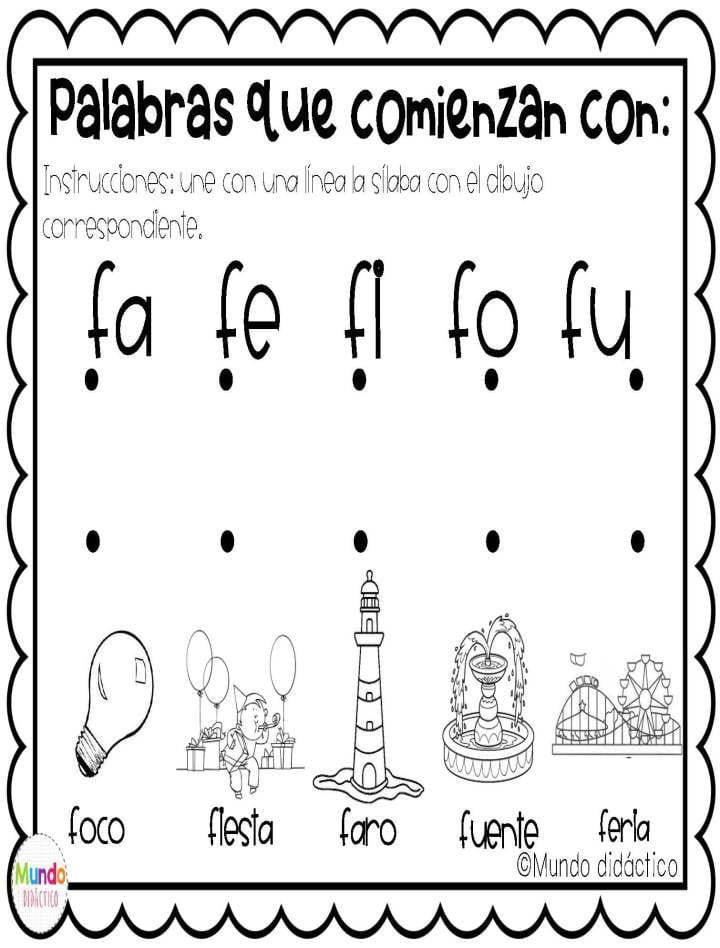 Palabras que comienzan con:
Instrucciones: une con una línea la sílaba con el dibujo
correspondiente.
fa fe fi fo fu
foco fiesta faro fuente feria
©Mundo didáctico
Mundo
DIDÁCTICO